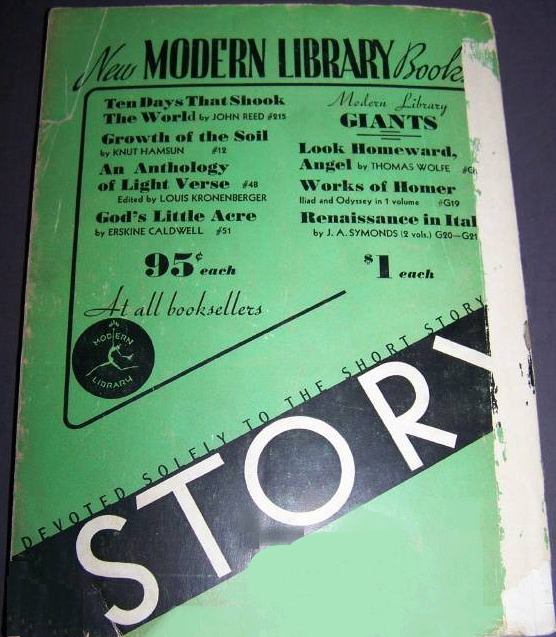 New MODERN LIBRARY Book
Ten Days That Shook
The World by JOHN REED #215
Growth of the Soil
by KNUT HAMSUN #12
An Anthology
of Light Verse #48
Edited by LOUIS KRONENBERGER
God's Little Acre
by ERSKINE CALDWELL #51
95¢ each
Modern Library
GIANTS
Look Homeward,
Angel by THOMAS WOLFE
Works of Homer
Iliad and Odyssey in 1 volume #G19
Renaissance in Ital
by J. A. SYMONDS (2 vols.) G20—G21
$1 each
At all booksellers
MODERN
LIBRARY
DEVOTED SOLELY TO THE SHORT STORY
STORY